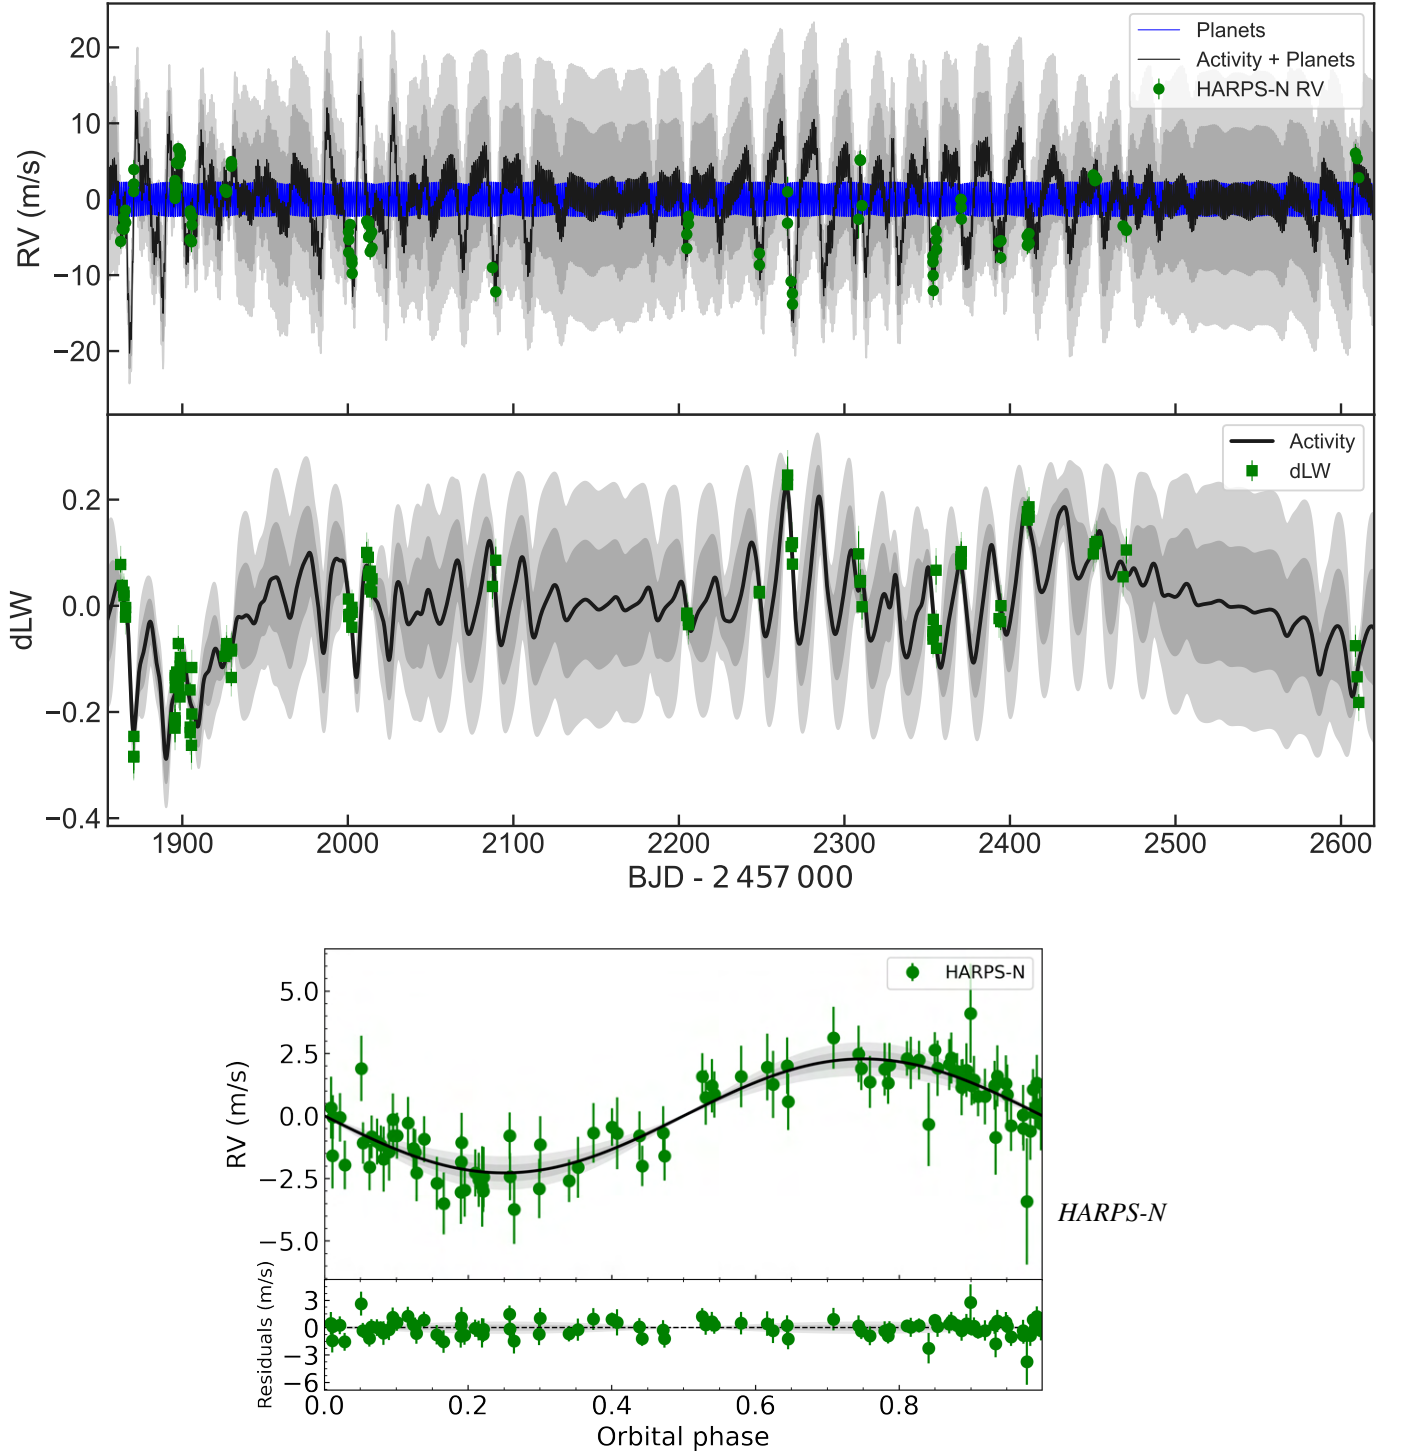 Planets
Activity + Planets
HARPS-N RV
20
10
0
−10
−20
RV (m/s)
Activity
dLW
0.2
0.0
−0.2
−0.4
dLW
1900 2000 2100 2200 2300 2400 2500 2600
BJD - 2 457 000
HARPS-N
5.0
2.5
0.0
−2.5
−5.0
RV (m/s)
HARPS-N
3
0
−3
−6
Residuals (m/s)
0.0 0.2 0.4 0.6 0.8
Orbital phase